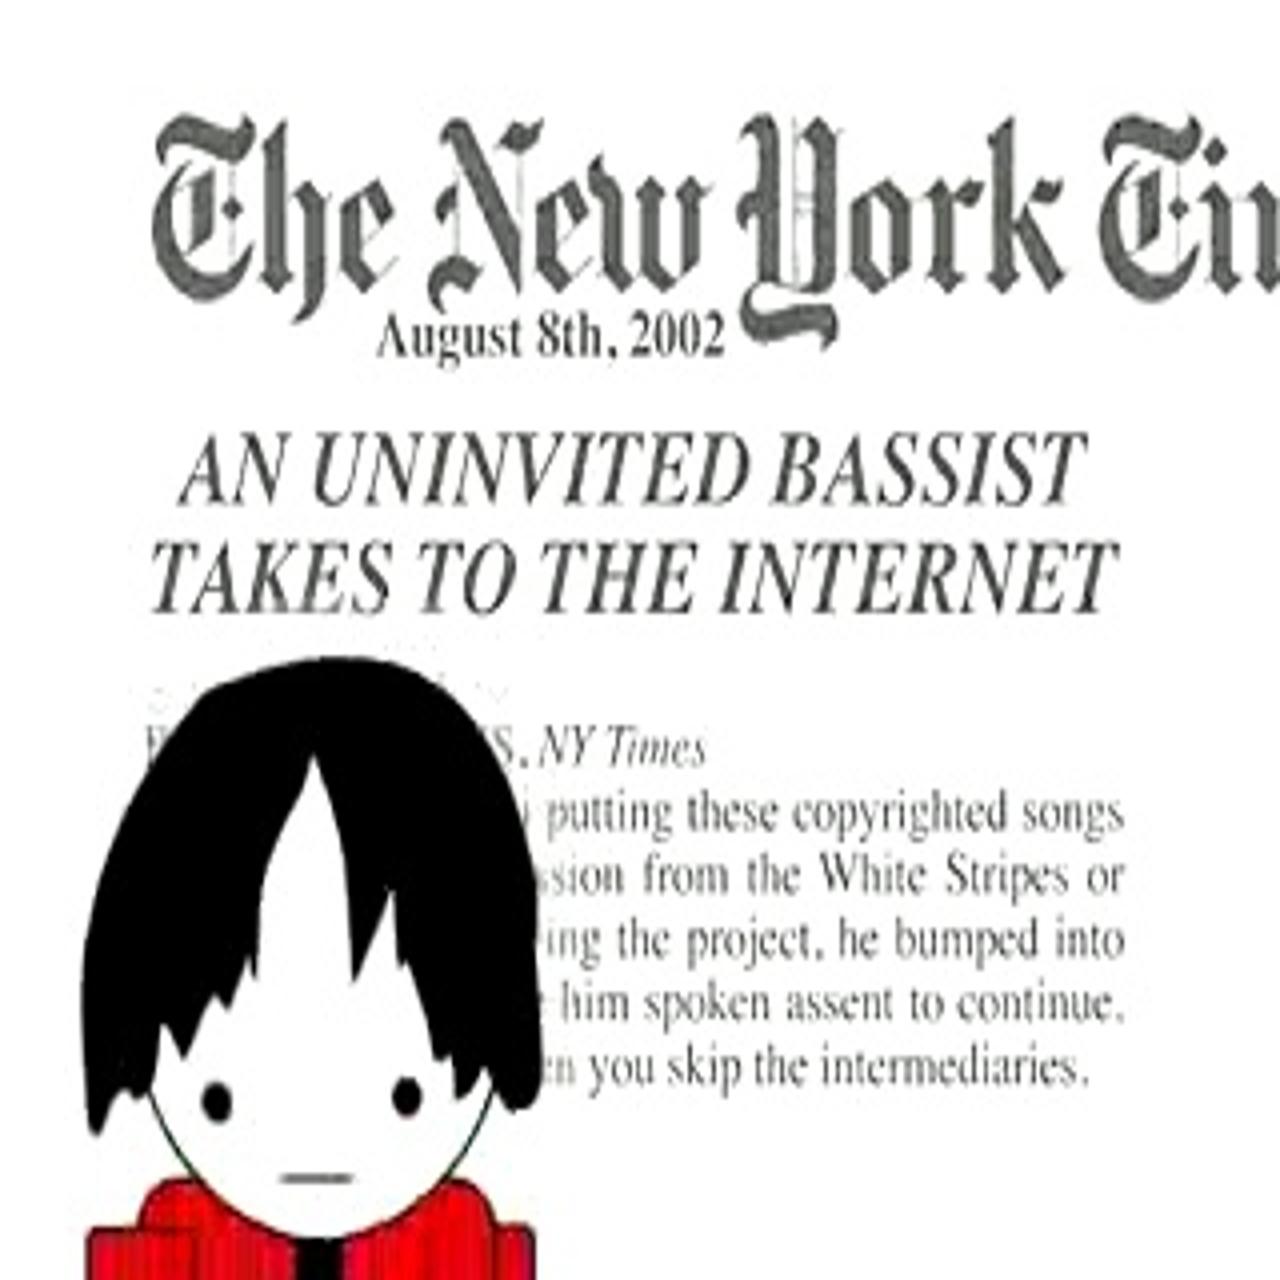 The New York Tim
August 8th, 2002
AN UNINVITED BASSIST
TAKES TO THE INTERNET
NY Times
putting these copyrighted songs
from the White Stripes or
the project, he bumped into
him spoken assent to continue.
you skip the intermediaries.